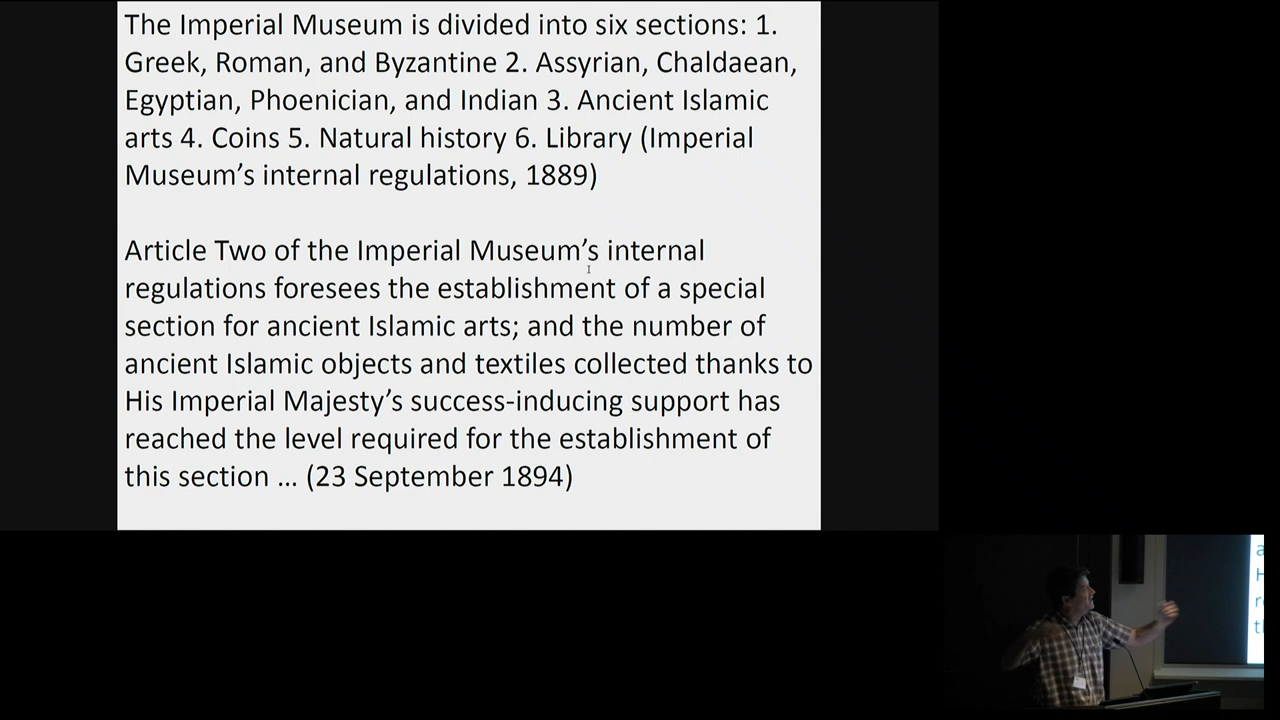 The Imperial Museum is divided into six sections: 1.
Greek, Roman, and Byzantine 2. Assyrian, Chaldaean,
Egyptian, Phoenician, and Indian 3. Ancient Islamic
arts 4. Coins 5. Natural history 6. Library (Imperial
Museum’s internal regulations, 1889)
Article Two of the Imperial Museum’s internal
regulations foresees the establishment of a special
section for ancient Islamic arts; and the number of
ancient Islamic objects and textiles collected thanks to
His Imperial Majesty’s success-inducing support has
reached the level required for the establishment of
this section … (23 September 1894)